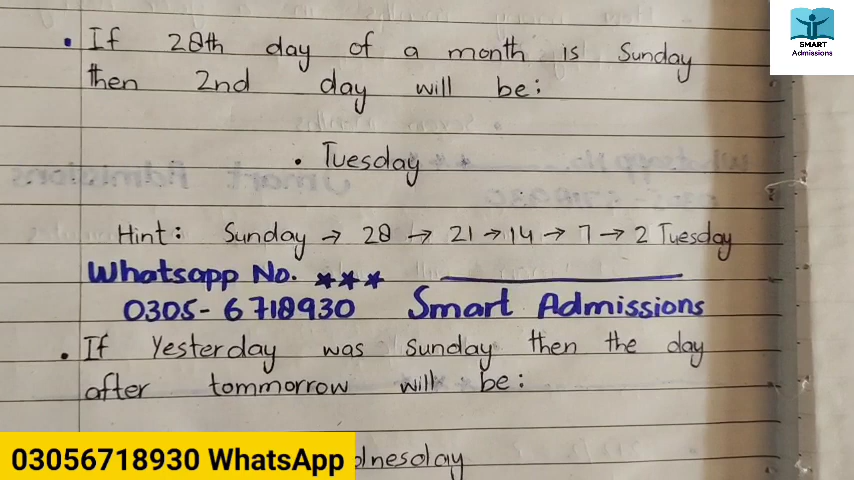 SMART
Admissions
• If 28th day of a month is Sunday
then 2nd day will be:
• Tuesday
Hint: Sunday → 28 → 21 → 14 → 7 → 2 Tuesday
Whatsapp No. ***
0305-6718930 Smart Admissions
• If Yesterday was Sunday then the day
after tommorrow will be:
03056718930 WhatsApp